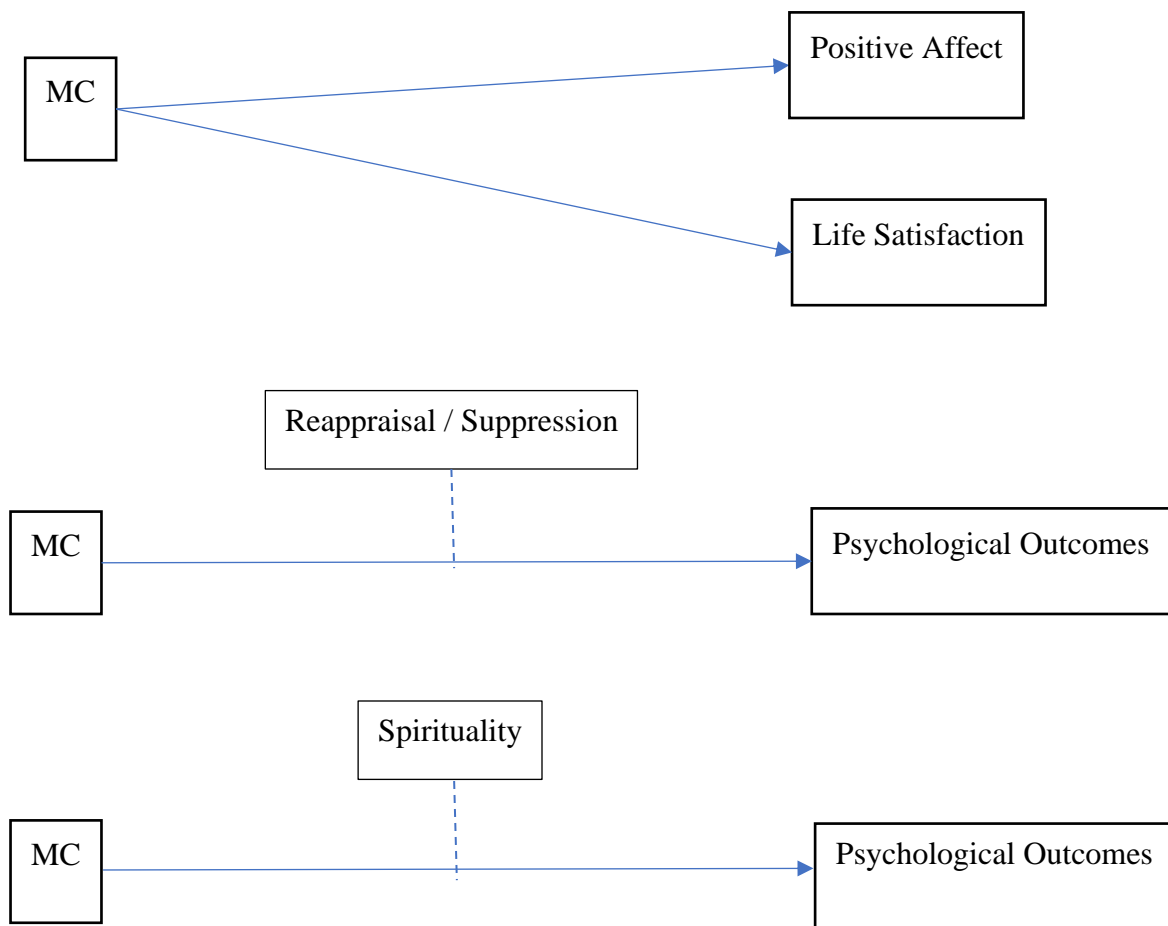 Positive Affect
MC
Life Satisfaction
Reappraisal / Suppression
MC
Psychological Outcomes
Spirituality
MC
Psychological Outcomes